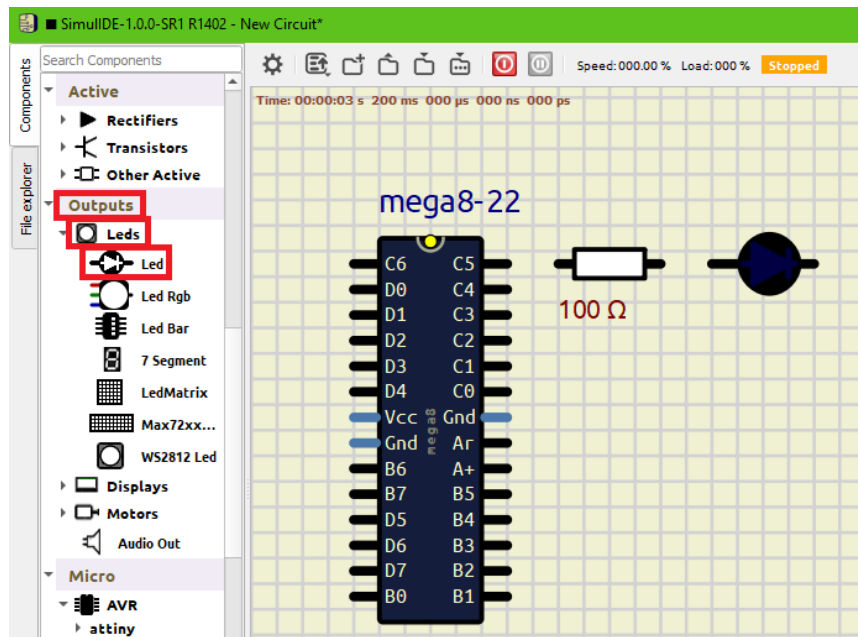 SimulIDE-1.0.0-SR1 R1402 - New Circuit*
Components
File explorer
Search Components
Speed: 000.00 % Load: 000 % Stopped
Time: 00:00:03 s 200 ms 000 µs 000 ns 000 ps
Active
Rectifiers
Transistors
Other Active
Outputs
Leds
Led
Led Rgb
Led Bar
7 Segment
LedMatrix
Max72xx...
WS2812 Led
Displays
Motors
Audio Out
Micro
AVR
attiny
mega8-22
C6 C5
D0 C4
D1 C3
D2 C2
D3 C1
D4 C0
Vcc Gnd
Gnd Ar
B6 A+
B7 B5
D5 B4
D6 B3
D7 B2
B0 B1
mega8
100 Ω